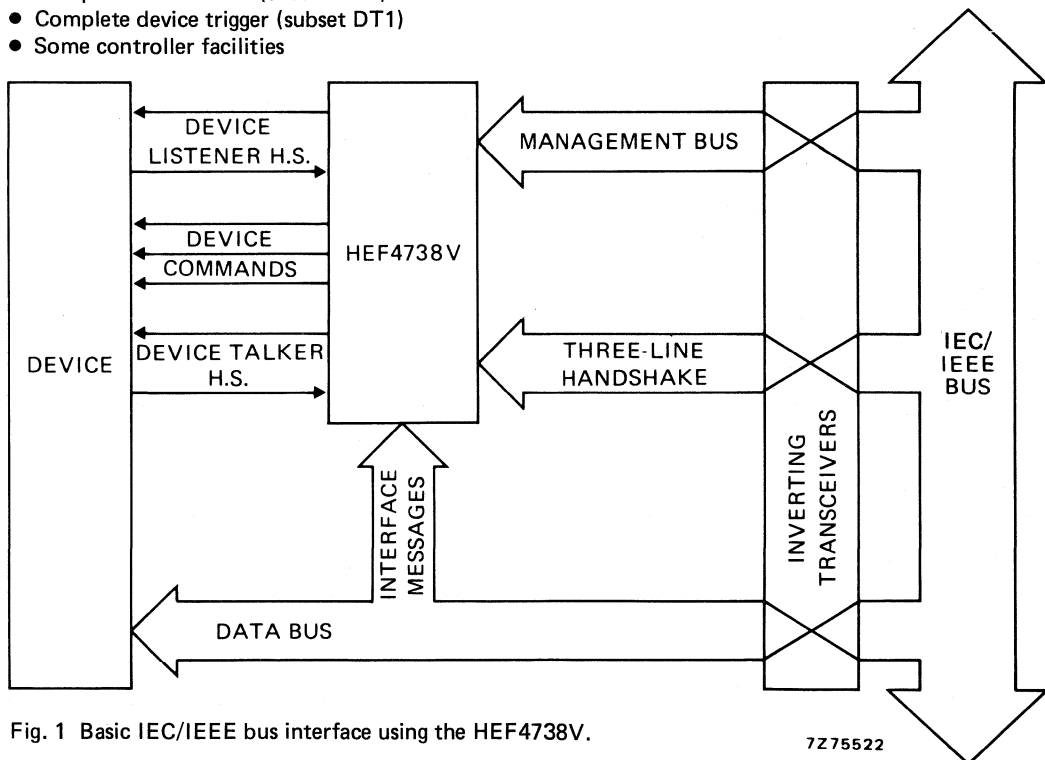 • Complete device trigger (subset DT1)
• Some controller facilities
DEVICE
LISTENER H.S.
MANAGEMENT BUS
DEVICE
COMMANDS
HEF4738V
DEVICE
DEVICE TALKER
H.S.
THREE-LINE
HANDSHAKE
IEC/
IEEE
BUS
INTERFACE
MESSAGES
INVERTING
TRANSCEIVERS
DATA BUS
Fig. 1 Basic IEC/IEEE bus interface using the HEF4738V.
7Z75522